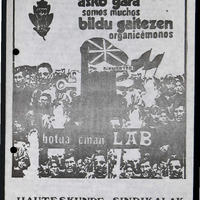 asko gara
somos muchos
bildu gaitezen
organicémonos
botua eman LAB
HAUTESKUNDE SINDIKALAK